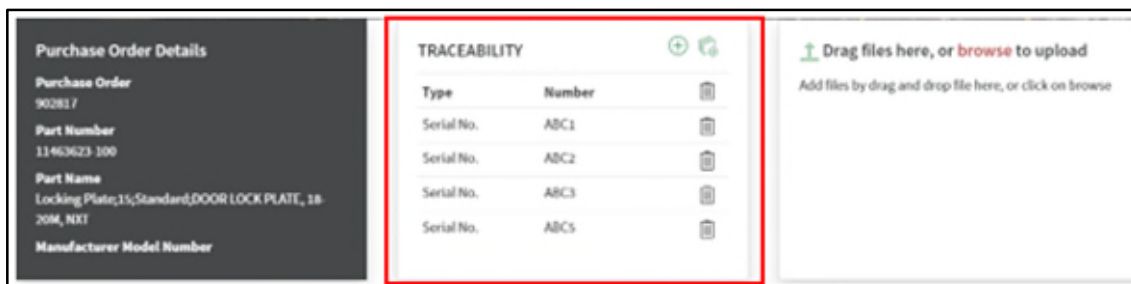 Purchase Order Details
Purchase Order
902817
Part Number
11463623-100
Part Name
Locking Plate;15;Standard;DOOR LOCK PLATE, 18-
20M, NXT
Manufacturer Model Number
TRACEABILITY
Type Number
Serial No. ABC1
Serial No. ABC2
Serial No. ABC3
Serial No. ABC5
Drag files here, or browse to upload
Add files by drag and drop file here, or click on browse